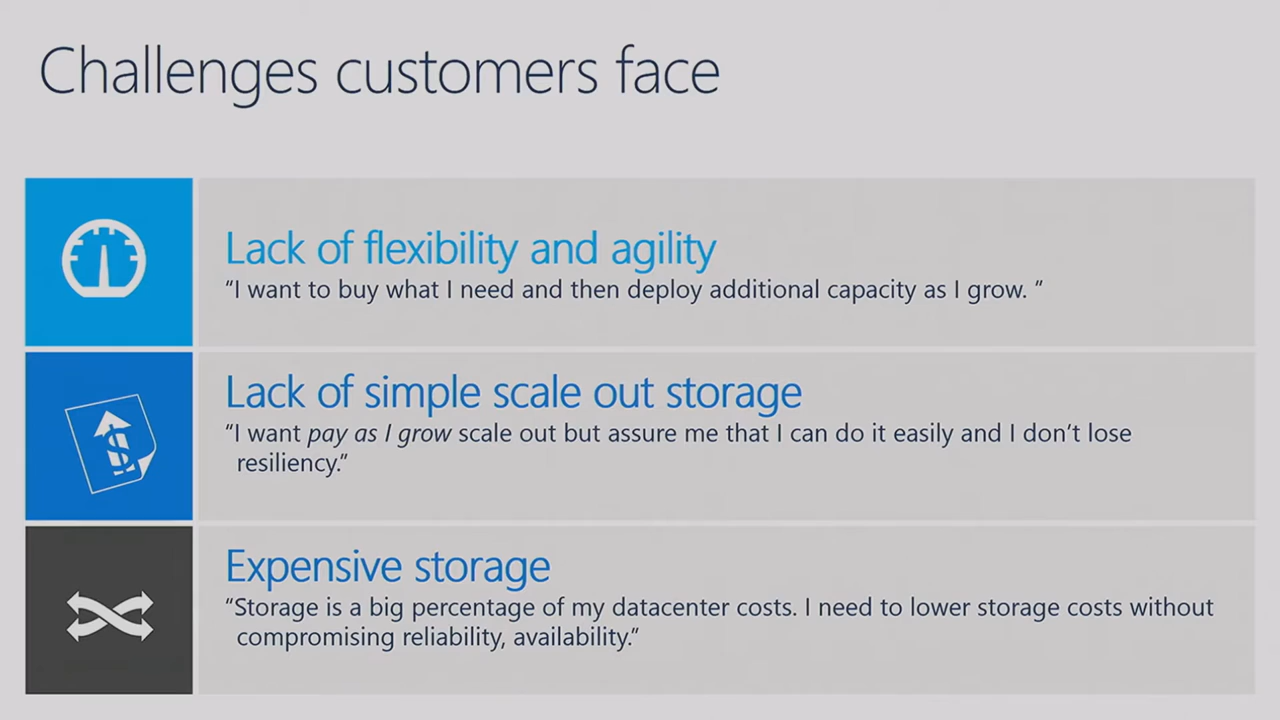 Challenges customers face
Lack of flexibility and agility
“I want to buy what I need and then deploy additional capacity as I grow. ”
Lack of simple scale out storage
“I want pay as I grow scale out but assure me that I can do it easily and I don’t lose
resiliency.”
$
Expensive storage
“Storage is a big percentage of my datacenter costs. I need to lower storage costs without
compromising reliability, availability.”